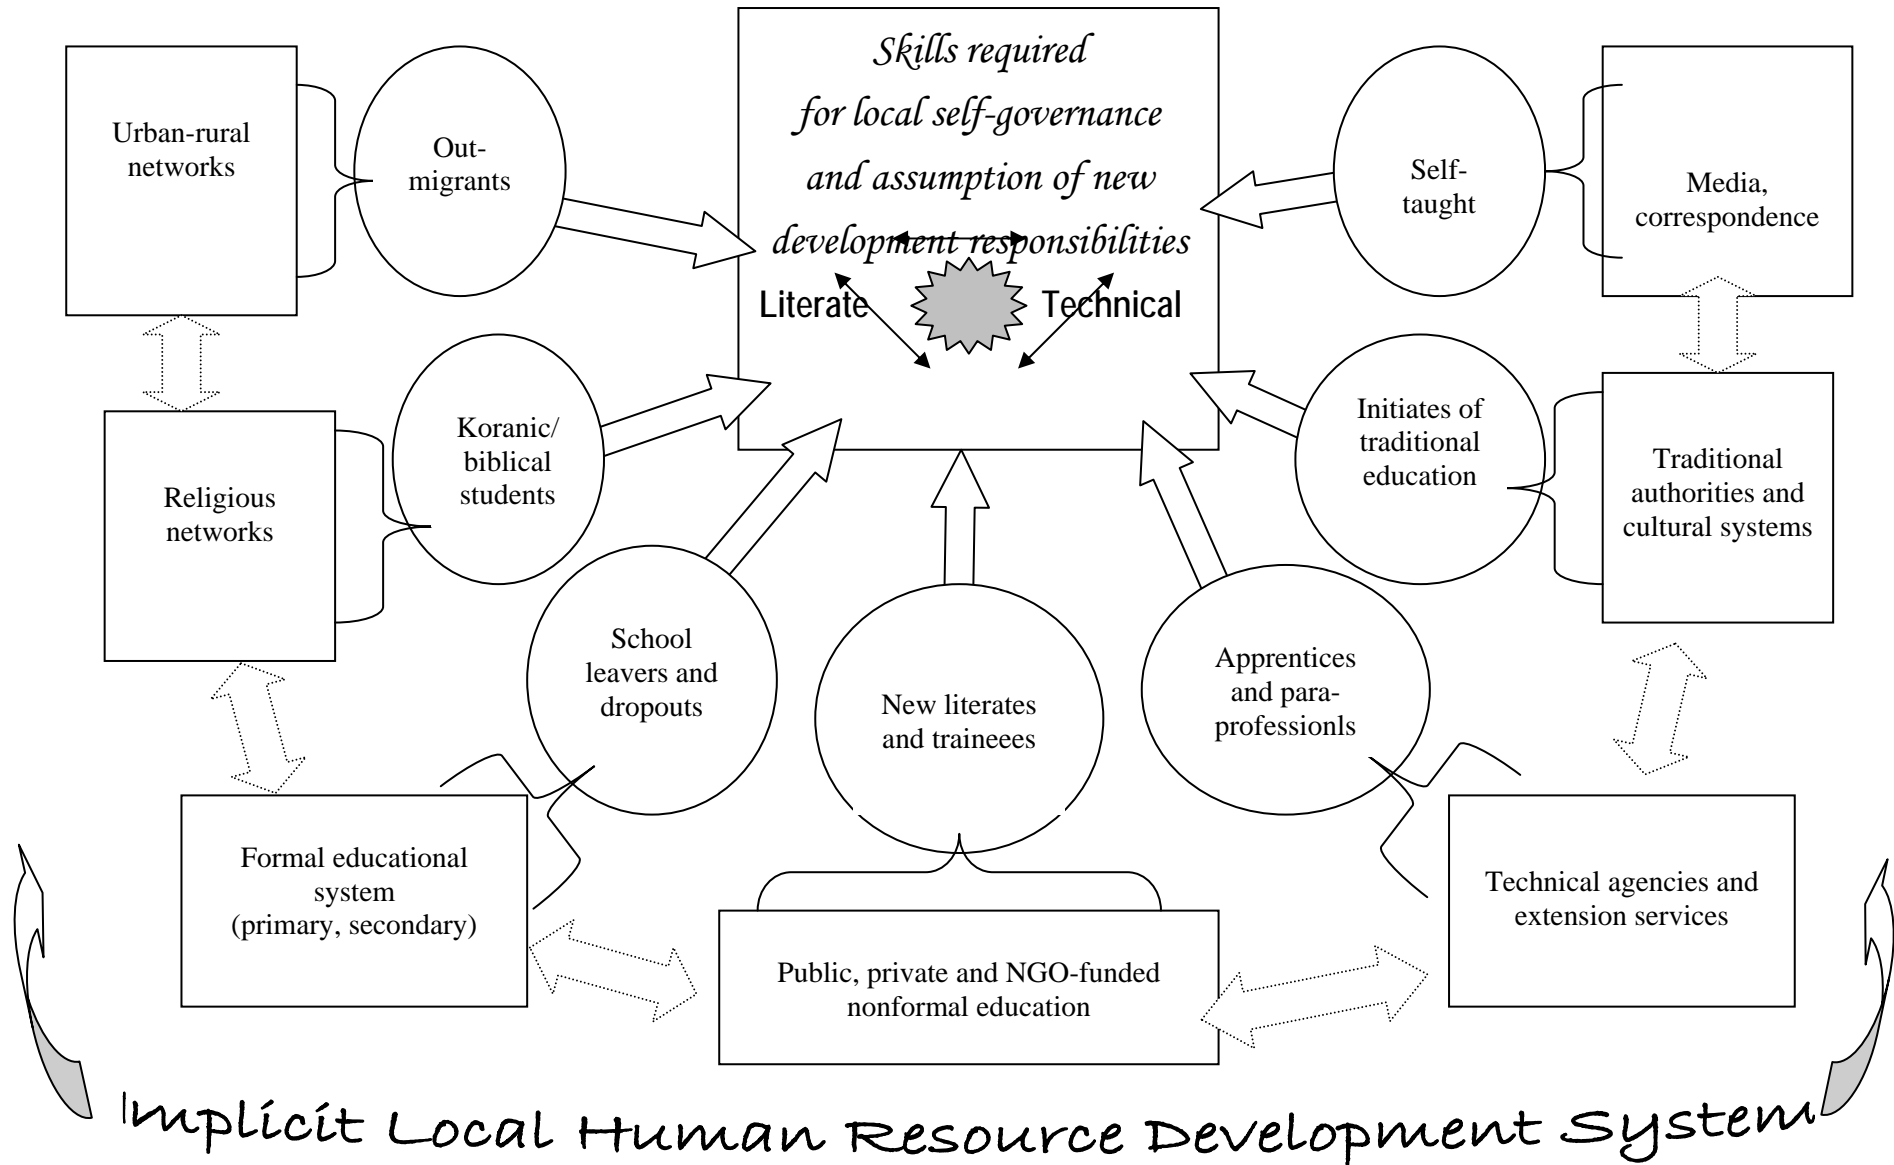 Skills required
for local self-governance
and assumption of new
development responsibilities
Literate
Technical
Urban-rural
networks
Out-
migrants
Self-
taught
Media,
correspondence
Religious
networks
Koranic/
biblical
students
Initiates of
traditional
education
Traditional
authorities and
cultural systems
School
leavers and
dropouts
New literates
and traineees
Apprentices
and para-
professionls
Formal educational
system
(primary, secondary)
Public, private and NGO-funded
nonformal education
Technical agencies and
extension services
Implicit Local Human Resource Development System